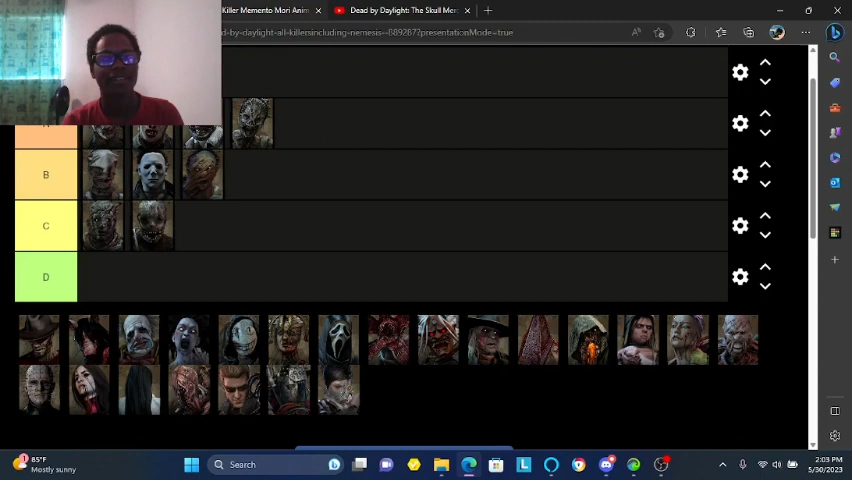 Killer Memento Mori Anim
Dead by Daylight: The Skull Merc
d-by-daylight-all-killersincluding-nemesis--889287?presentationMode=true
B
C
D
85°F
Mostly sunny
Search
2:03 PM
5/30/2023